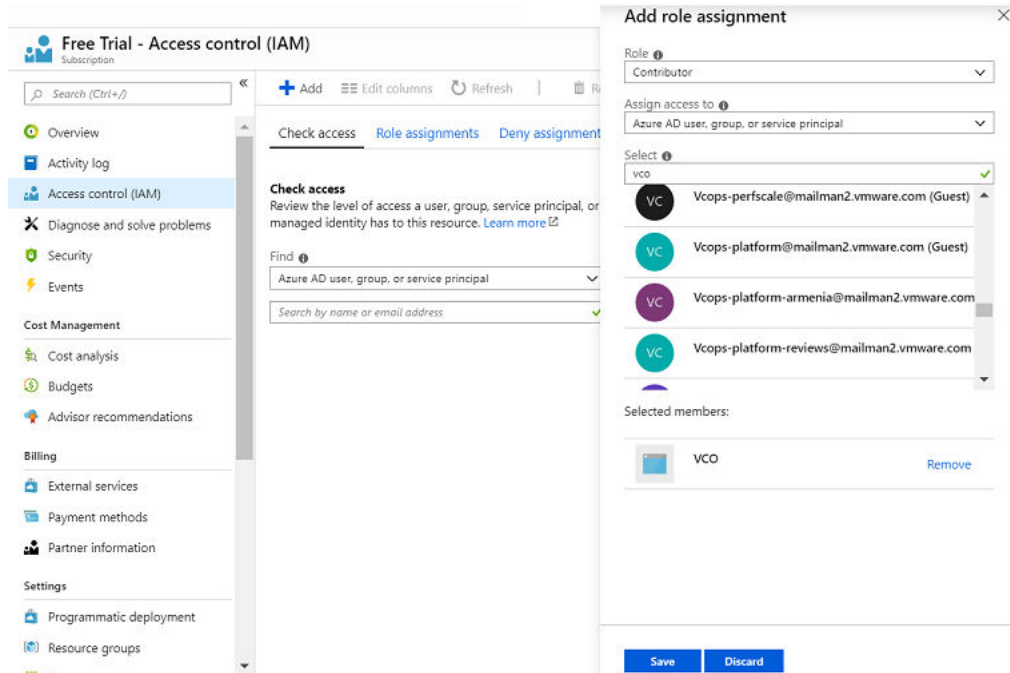 Free Trial - Access control (IAM)
Subscription
Search (Ctrl+/)
«
Overview
Activity log
Access control (IAM)
Diagnose and solve problems
Security
Events
Cost Management
Cost analysis
Budgets
Advisor recommendations
Billing
External services
Payment methods
Partner information
Settings
Programmatic deployment
Resource groups
Add Edit columns Refresh
Check access Role assignments Deny assignment
Check access
Review the level of access a user, group, service principal, or
managed identity has to this resource. Learn more
Find
Azure AD user, group, or service principal
Search by name or email address
Add role assignment
Role
Contributor
Assign access to
Azure AD user, group, or service principal
Select
vco
VC Vcops-perfscale@mailman2.vmware.com (Guest)
VC Vcops-platform@mailman2.vmware.com (Guest)
VC Vcops-platform-armenia@mailman2.vmware.com
VC Vcops-platform-reviews@mailman2.vmware.com
Selected members:
VCO Remove
Save Discard